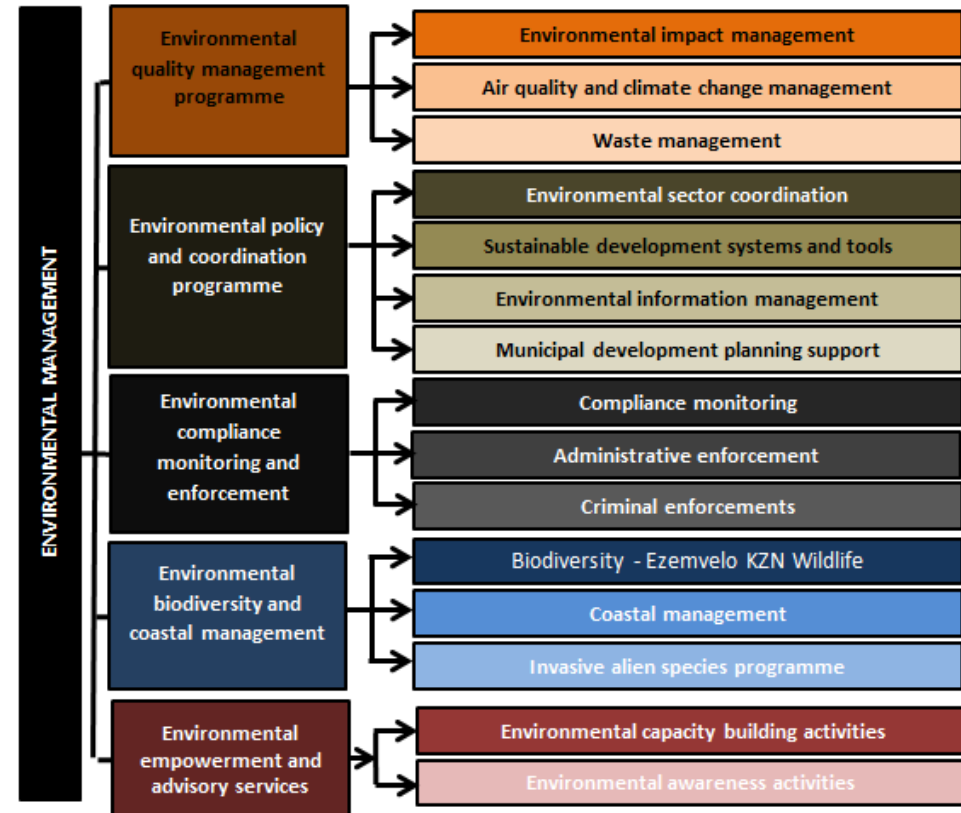 ENVIRONMENTAL MANAGEMENT
Environmental
quality management
programme
Environmental impact management
Air quality and climate change management
Waste management
Environmental policy
and coordination
programme
Environmental sector coordination
Sustainable development systems and tools
Environmental information management
Municipal development planning support
Environmental
compliance
monitoring and
enforcement
Compliance monitoring
Administrative enforcement
Criminal enforcements
Environmental
biodiversity and
coastal management
Biodiversity - Ezemvelo KZN Wildlife
Coastal management
Invasive alien species programme
Environmental
empowerment and
advisory services
Environmental capacity building activities
Environmental awareness activities